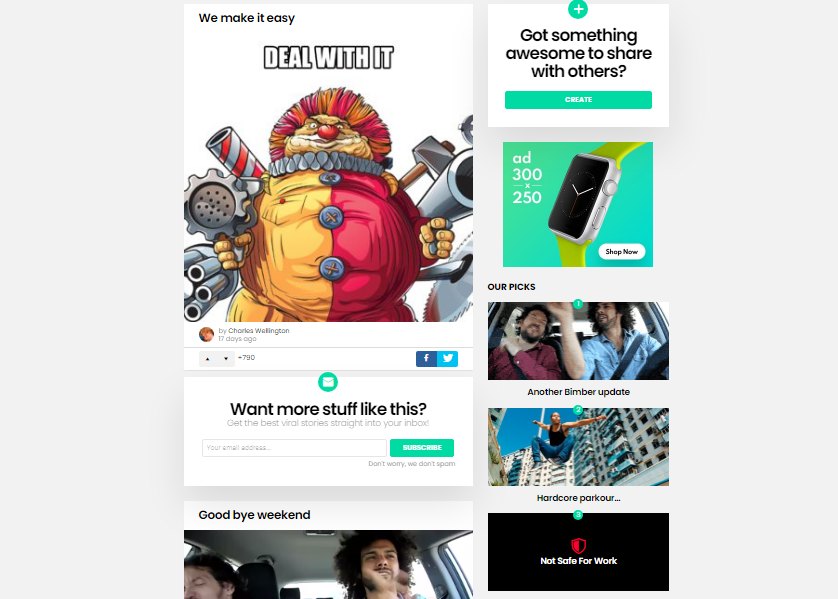 We make it easy
DEAL WITH IT
by Charles Wellington
17 days ago
+790
Want more stuff like this?
Get the best viral stories straight into your inbox!
Your email address...
SUBSCRIBE
Don't worry, we don't spam
Good bye weekend
Got something
awesome to share
with others?
CREATE
ad
300
×
250
Shop Now
OUR PICKS
1
Another Bimber update
2
Hardcore parkour...
3
Not Safe For Work